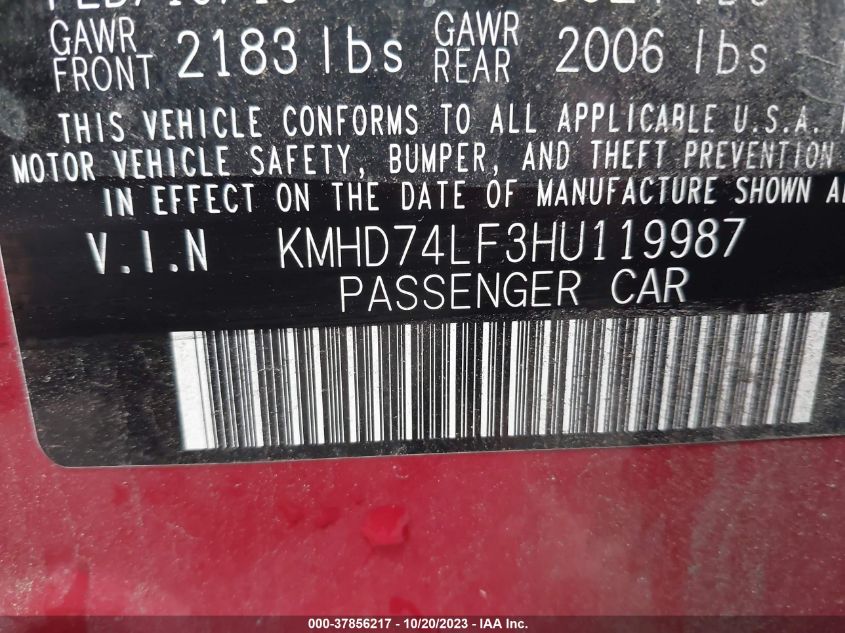 GAWR FRONT 2183 lbs GAWR REAR 2006 lbs
THIS VEHICLE CONFORMS TO ALL APPLICABLE U.S.A.
MOTOR VEHICLE SAFETY, BUMPER, AND THEFT PREVENTION
IN EFFECT ON THE DATE OF MANUFACTURE SHOWN
V.I.N KMHD74LF3HU119987
PASSENGER CAR
000-37856217 - 10/20/2023 - IAA Inc.